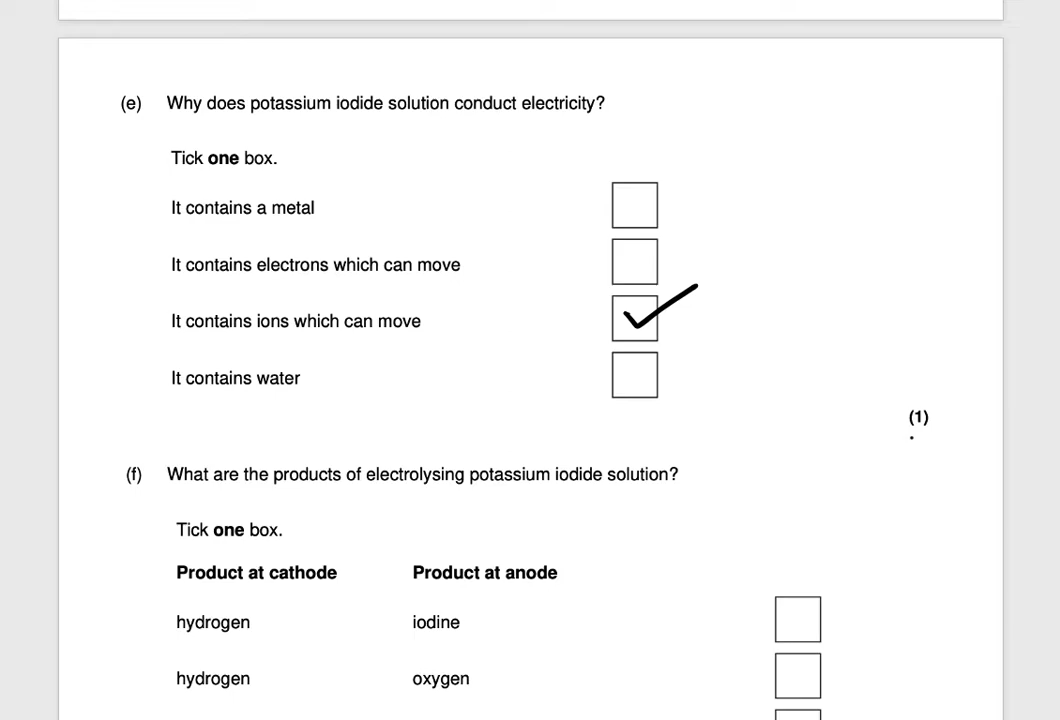 (e) Why does potassium iodide solution conduct electricity?
Tick one box.
It contains a metal
It contains electrons which can move
It contains ions which can move
It contains water
(1)
(f) What are the products of electrolysing potassium iodide solution?
Tick one box.
Product at cathode Product at anode
hydrogen iodine
hydrogen oxygen